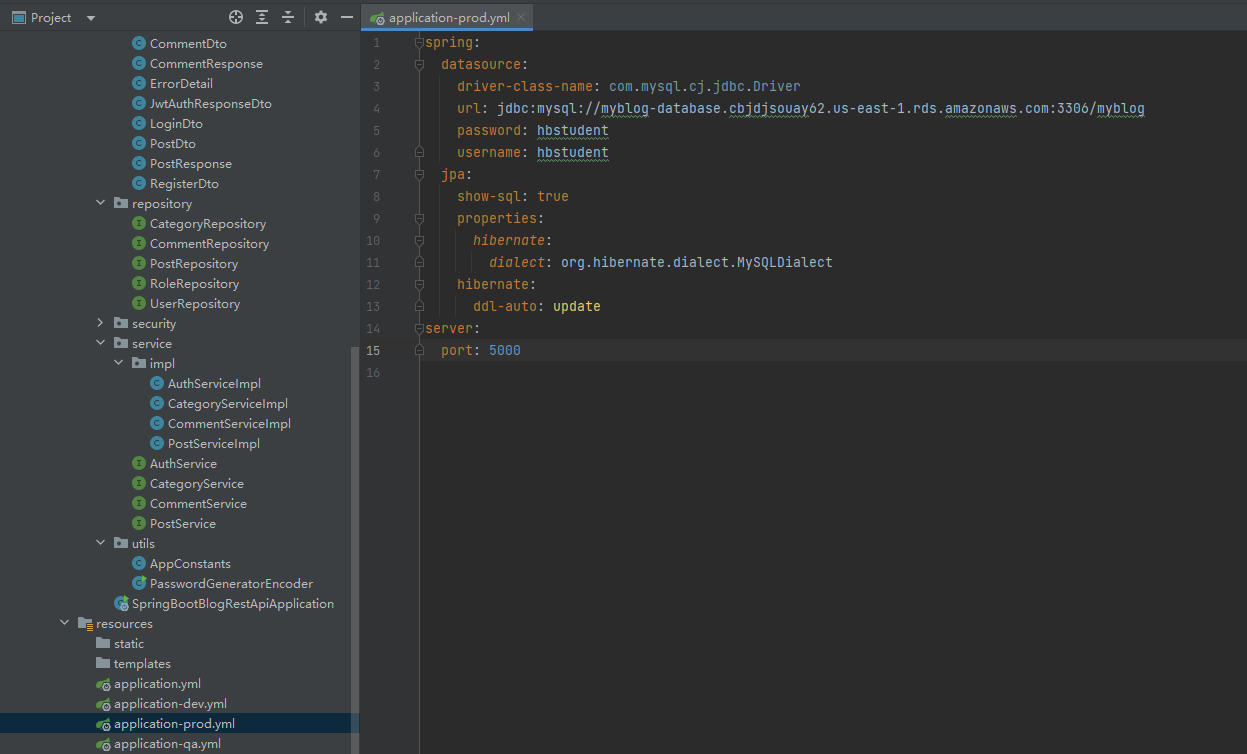 Project
application-prod.yml
CommentDto
CommentResponse
ErrorDetail
JwtAuthResponseDto
LoginDto
PostDto
PostResponse
RegisterDto
repository
CategoryRepository
CommentRepository
PostRepository
RoleRepository
UserRepository
security
service
impl
AuthServiceImpl
CategoryServiceImpl
CommentServiceImpl
PostServiceImpl
AuthService
CategoryService
CommentService
PostService
utils
AppConstants
PasswordGeneratorEncoder
SpringBootBlogRestApiApplication
resources
static
templates
application.yml
application-dev.yml
application-prod.yml
application-qa.yml
1 spring:
2 datasource:
3 driver-class-name: com.mysql.cj.jdbc.Driver
4 url: jdbc:mysql://myblog-database.cbjdjsouay62.us-east-1.rds.amazonaws.com:3306/myblog
5 password: hbstudent
6 username: hbstudent
7 jpa:
8 show-sql: true
9 properties:
10 hibernate:
11 dialect: org.hibernate.dialect.MySQLDialect
12 hibernate:
13 ddl-auto: update
14 server:
15 port: 5000
16